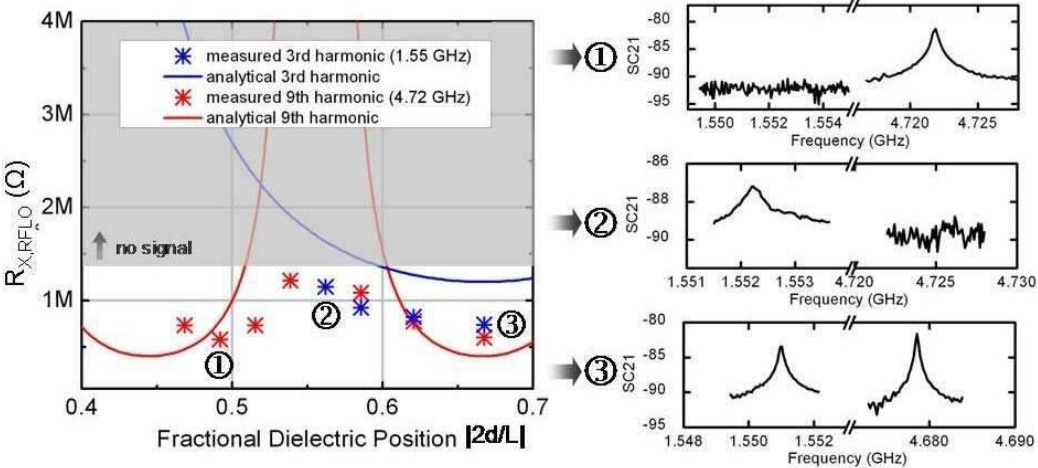 4M
3M
2M
1M
R_X,RFLO (Ω)
measured 3rd harmonic (1.55 GHz)
analytical 3rd harmonic
measured 9th harmonic (4.72 GHz)
analytical 9th harmonic
no signal
①
②
③
0.4 0.5 0.6 0.7
Fractional Dielectric Position |2d/L|
①
SC21
-80
-85
-90
-95
1.550 1.552 1.554 4.720 4.725
Frequency (GHz)
②
SC21
-86
-88
-90
1.551 1.552 1.553 4.720 4.725 4.730
Frequency (GHz)
③
SC21
-80
-85
-90
-95
1.548 1.550 1.552 4.680 4.690
Frequency (GHz)